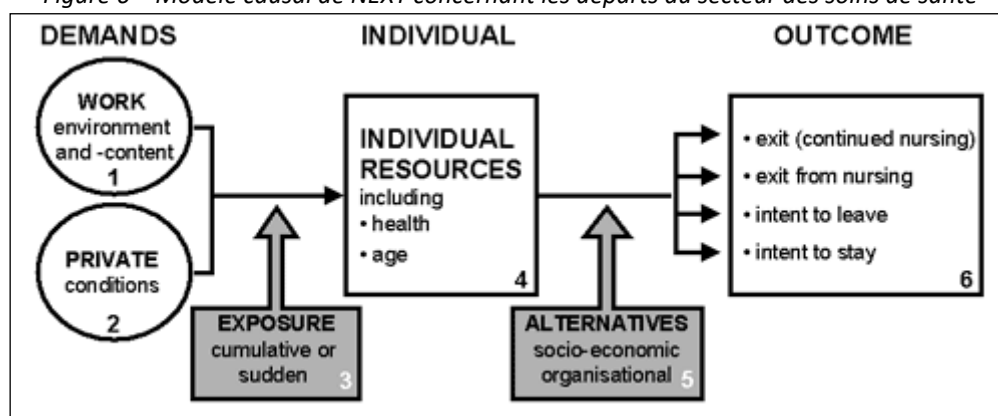 Figure 6 – Modèle causal de NEXT concernant les départs du secteur des soins de santé
DEMANDS
INDIVIDUAL
OUTCOME
WORK
environment
and -content
1
PRIVATE
conditions
2
EXPOSURE
cumulative or
sudden
3
INDIVIDUAL
RESOURCES
including
• health
• age
4
ALTERNATIVES
socio-economic
organisational
5
• exit (continued nursing)
• exit from nursing
• intent to leave
• intent to stay
6